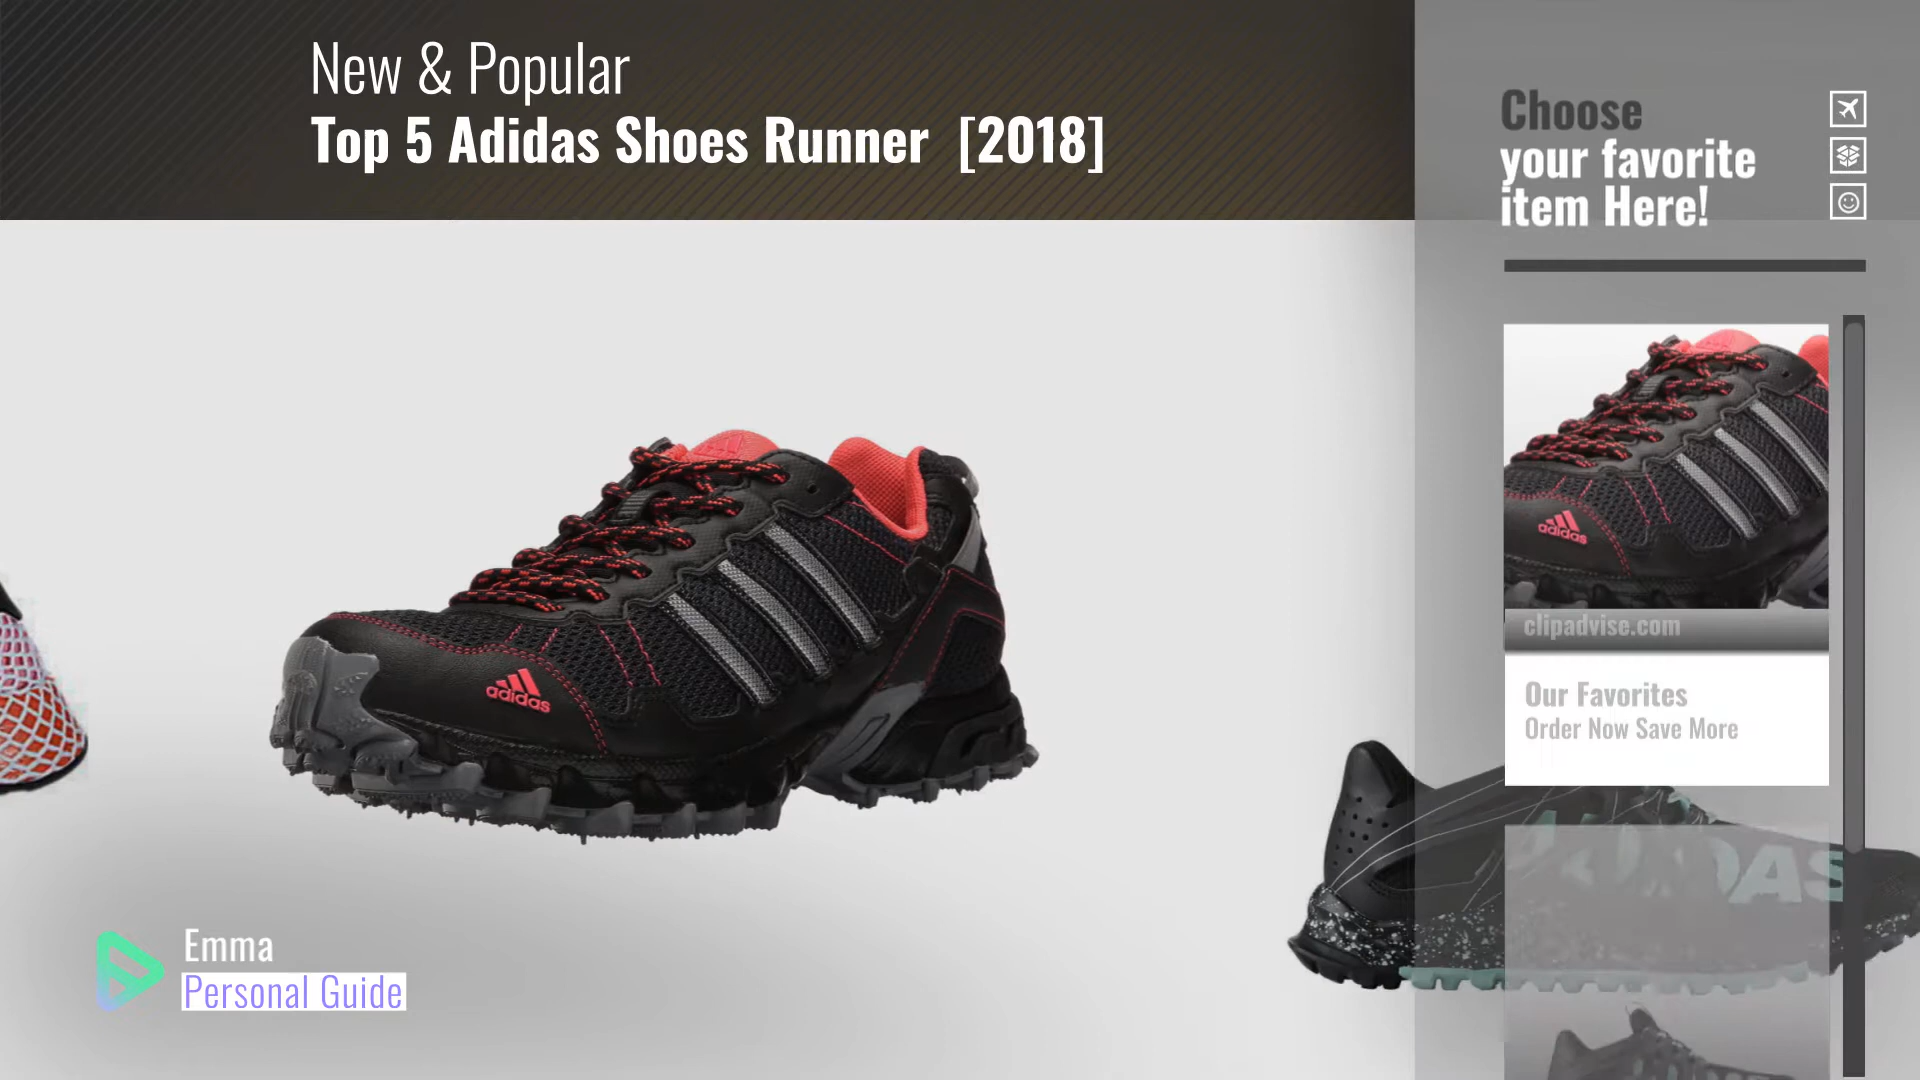 New & Popular
Top 5 Adidas Shoes Runner [2018]
Choose
your favorite
item Here!
adidas
adidas
clipadvise.com
Our Favorites
Order Now Save More
Emma
Personal Guide